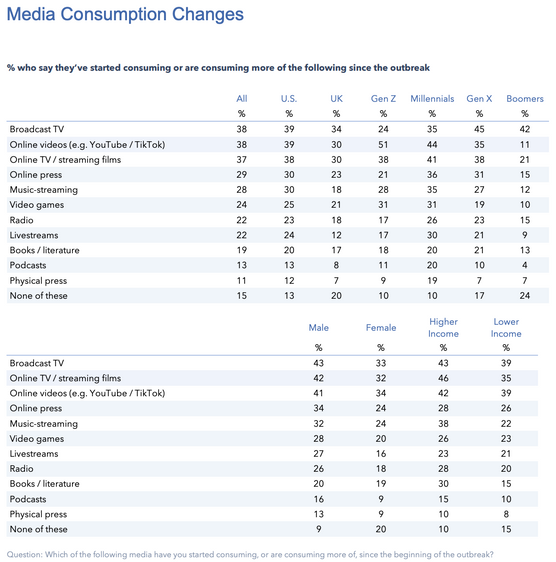 Media Consumption Changes
% who say they've started consuming or are consuming more of the following since the outbreak
All U.S. UK Gen Z Millennials Gen X Boomers
% % % % % % %
Broadcast TV 38 39 34 24 35 45 42
Online videos (e.g. YouTube / TikTok) 38 39 30 51 44 35 11
Online TV / streaming films 37 38 30 38 41 38 21
Online press 29 30 23 21 36 31 15
Music-streaming 28 30 18 28 35 27 12
Video games 24 25 21 31 31 19 10
Radio 22 23 18 17 26 23 15
Livestreams 22 24 12 17 30 21 9
Books / literature 19 20 17 18 20 21 13
Podcasts 13 13 8 11 20 10 4
Physical press 11 12 7 9 19 7 7
None of these 15 13 20 10 10 17 24
Male Female Higher Lower
Income Income
% % % %
Broadcast TV 43 33 43 39
Online TV / streaming films 42 32 46 35
Online videos (e.g. YouTube / TikTok) 41 34 42 39
Online press 34 24 28 26
Music-streaming 32 24 38 22
Video games 28 20 26 23
Livestreams 27 16 23 21
Radio 26 18 28 20
Books / literature 20 19 30 15
Podcasts 16 9 15 10
Physical press 13 9 10 8
None of these 9 20 10 15
Question: Which of the following media have you started consuming, or are consuming more of, since the beginning of the outbreak?